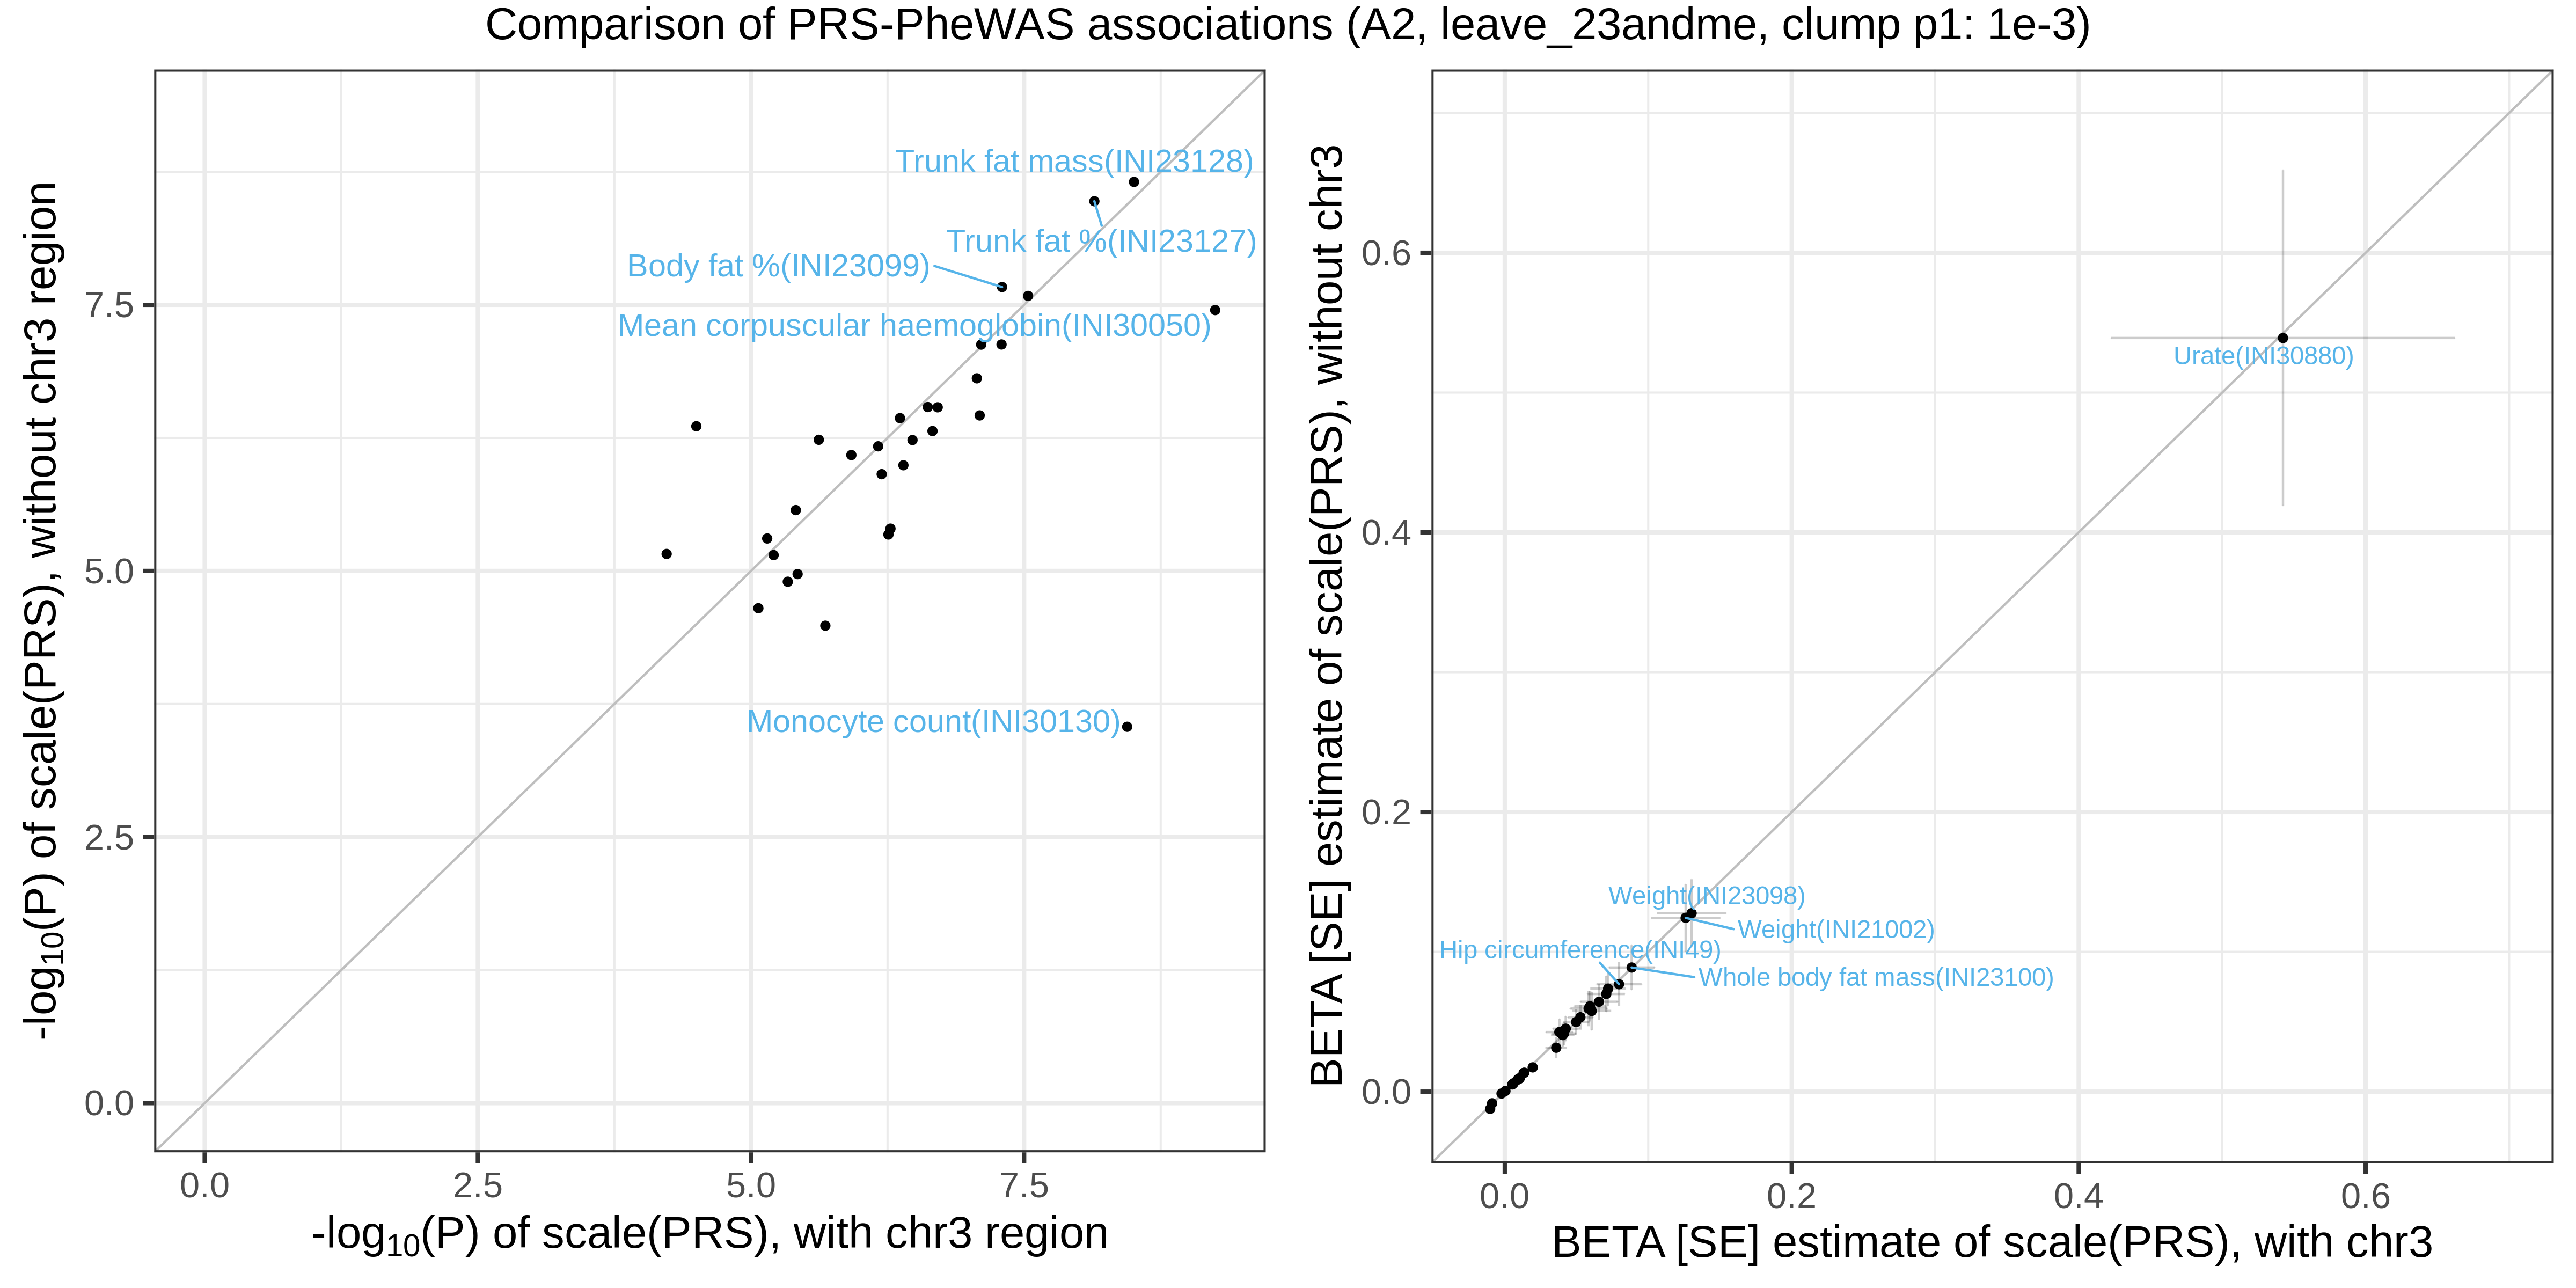 Comparison of PRS-PheWAS associations (A2, leave_23andme, clump p1: 1e-3)
-log10(P) of scale(PRS), without chr3 region
7.5
5.0
2.5
0.0
Trunk fat mass(INI23128)
Trunk fat %(INI23127)
Body fat %(INI23099)
Mean corpuscular haemoglobin(INI30050)
Monocyte count(INI30130)
0.0 2.5 5.0 7.5
-log10(P) of scale(PRS), with chr3 region
BETA [SE] estimate of scale(PRS), without chr3
0.6
0.4
0.2
0.0
Urate(INI30880)
Weight(INI23098)
Weight(INI21002)
Hip circumference(INI49)
Whole body fat mass(INI23100)
0.0 0.2 0.4 0.6
BETA [SE] estimate of scale(PRS), with chr3